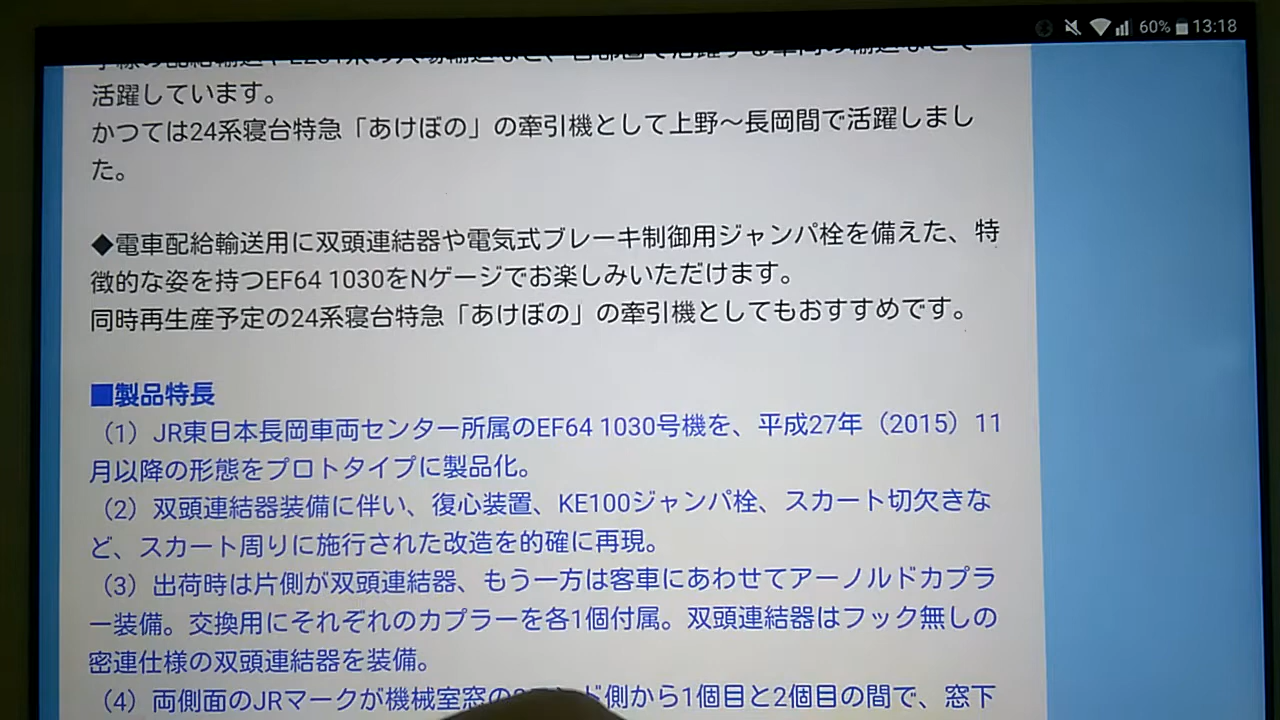 60% 13:18
活躍しています。
かつては24系寝台特急「あけぼの」の牽引機として上野～長岡間で活躍しまし
た。
◆電車配給輸送用に双頭連結器や電気式ブレーキ制御用ジャンパ栓を備えた、特
徴的な姿を持つEF64 1030をNゲージでお楽しみいただけます。
同時再生産予定の24系寝台特急「あけぼの」の牽引機としてもおすすめです。
■製品特長
（1）JR東日本長岡車両センター所属のEF64 1030号機を、平成27年（2015）11
月以降の形態をプロトタイプに製品化。
（2）双頭連結器装備に伴い、復心装置、KE100ジャンパ栓、スカート切欠きな
ど、スカート周りに施行された改造を的確に再現。
（3）出荷時は片側が双頭連結器、もう一方は客車にあわせてアーノルドカプラ
ー装備。交換用にそれぞれのカプラーを各1個付属。双頭連結器はフック無しの
密連仕様の双頭連結器を装備。
（4）両側面のJRマークが機械室窓の 側から1個目と2個目の間で、窓下